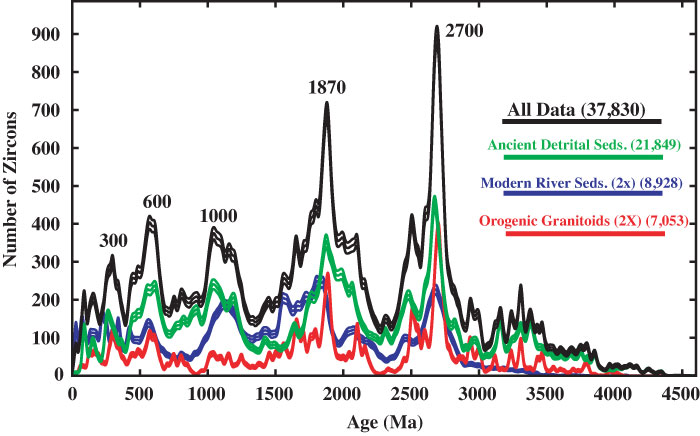 Number of Zircons
900
800
700
600
500
400
300
200
100
0
2700
1870
600
1000
300
All Data (37,830)
Ancient Detrital Seds. (21,849)
Modern River Seds. (2x) (8,928)
Orogenic Granitoids (2X) (7,053)
0 500 1000 1500 2000 2500 3000 3500 4000 4500
Age (Ma)